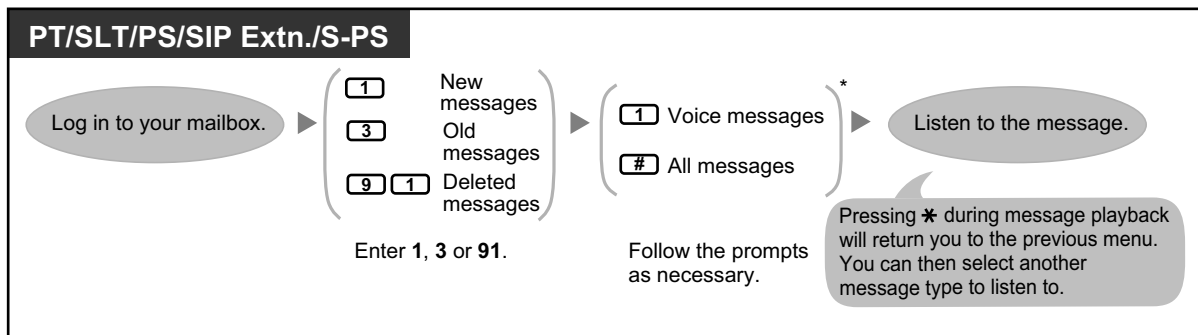 PT/SLT/PS/SIP Extn./S-PS
Log in to your mailbox.
1 New
messages
3 Old
messages
9 1 Deleted
messages
Enter 1, 3 or 91.
*
1 Voice messages
# All messages
Follow the prompts
as necessary.
Listen to the message.
Pressing * during message playback
will return you to the previous menu.
You can then select another
message type to listen to.